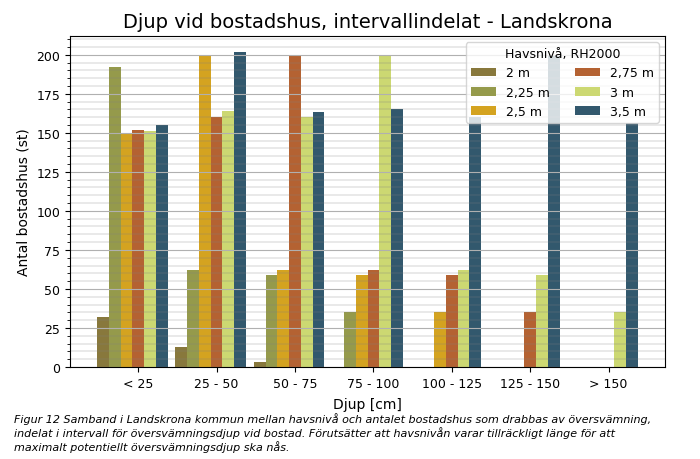 Djup vid bostadshus, intervallindelat - Landskrona
Antal bostadshus (st)
200
175
150
125
100
75
50
25
0
Havsnivå, RH2000
2 m
2,25 m
2,5 m
2,75 m
3 m
3,5 m
< 25
25 - 50
50 - 75
75 - 100
100 - 125
125 - 150
> 150
Djup [cm]
Figur 12 Samband i Landskrona kommun mellan havsnivå och antalet bostadshus som drabbas av översvämning,
indelat i intervall för översvämningsdjup vid bostad. Förutsätter att havsnivån varar tillräckligt länge för att
maximalt potentiellt översvämningsdjup ska nås.